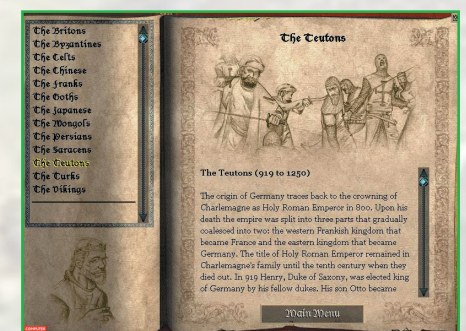 The Britons
The Byzantines
The Celts
The Chinese
The Franks
The Goths
The Japanese
The Mongols
The Persians
The Saracens
The Teutons
The Turks
The Vikings
The Teutons
The Teutons (919 to 1250)
The origin of Germany traces back to the crowning of
Charlemagne as Holy Roman Emperor in 800. Upon his
death the empire was split into three parts that gradually
coalesced into two: the western Frankish kingdom that
became France and the eastern kingdom that became
Germany. The title of Holy Roman Emperor remained in
Charlemagne's family until the tenth century when they
died out. In 919 Henry, Duke of Saxony, was elected king
of Germany by his fellow dukes. His son Otto became
Main Menu
COMPUTER